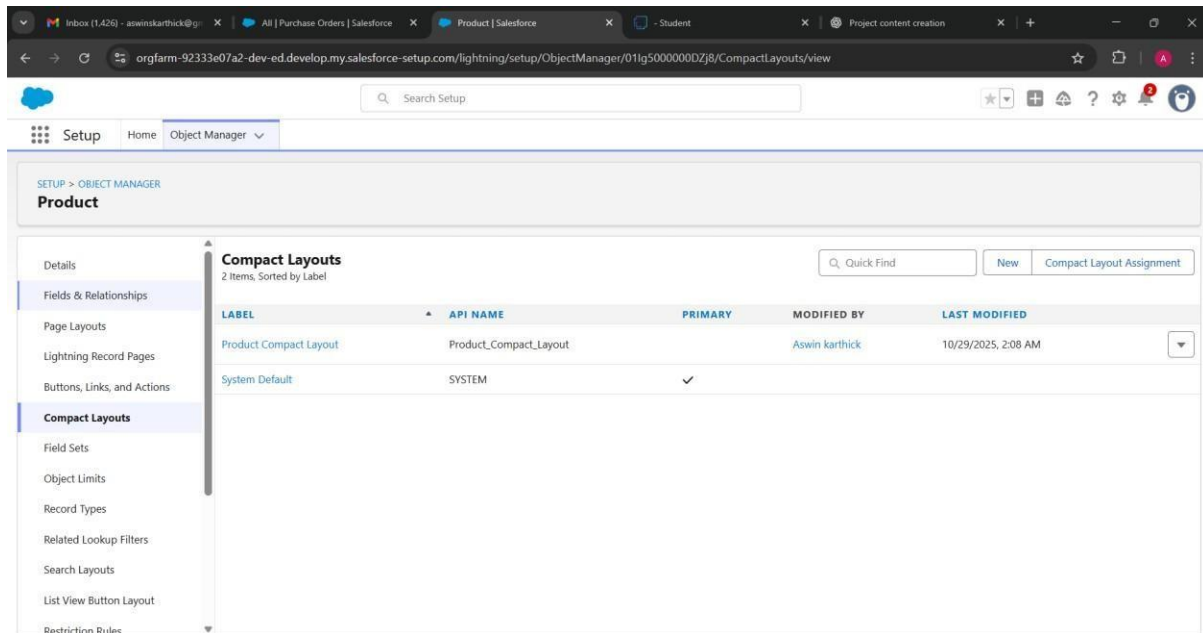 Inbox (1,426) - aswinskarthick@gm
All | Purchase Orders | Salesforce
Product | Salesforce
- Student
Project content creation
orgfarm-92333e07a2-dev-ed.develop.my.salesforce-setup.com/lightning/setup/ObjectManager/01Ig5000000DZj8/CompactLayouts/view
A
Search Setup
2
Setup
Home
Object Manager
SETUP > OBJECT MANAGER
Product
Details
Fields & Relationships
Page Layouts
Lightning Record Pages
Buttons, Links, and Actions
Compact Layouts
Field Sets
Object Limits
Record Types
Related Lookup Filters
Search Layouts
List View Button Layout
Restriction Rules
Compact Layouts
2 Items, Sorted by Label
Quick Find
New
Compact Layout Assignment
LABEL API NAME PRIMARY MODIFIED BY LAST MODIFIED
Product Compact Layout Product_Compact_Layout Aswin karthick 10/29/2025, 2:08 AM
System Default SYSTEM